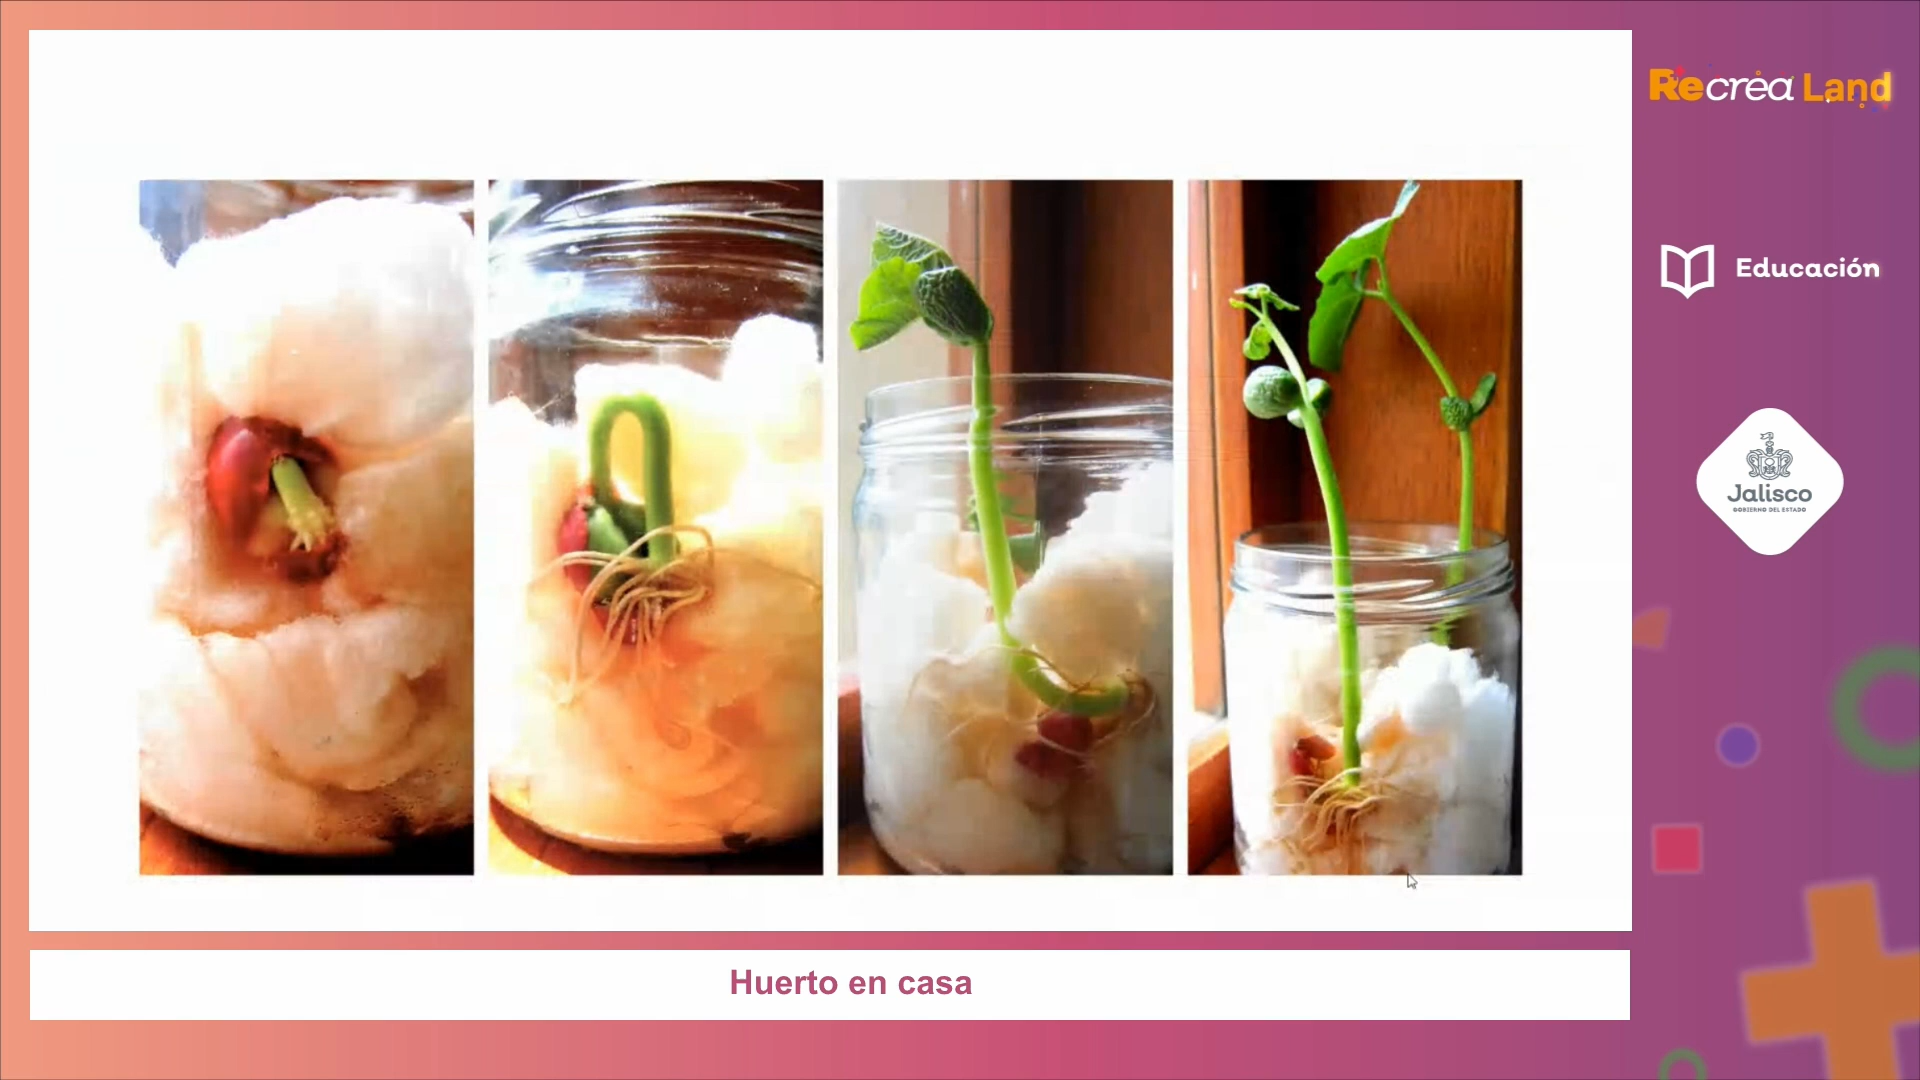 Recrea Land
Educación
Jalisco
GOBIERNO DEL ESTADO
Huerto en casa